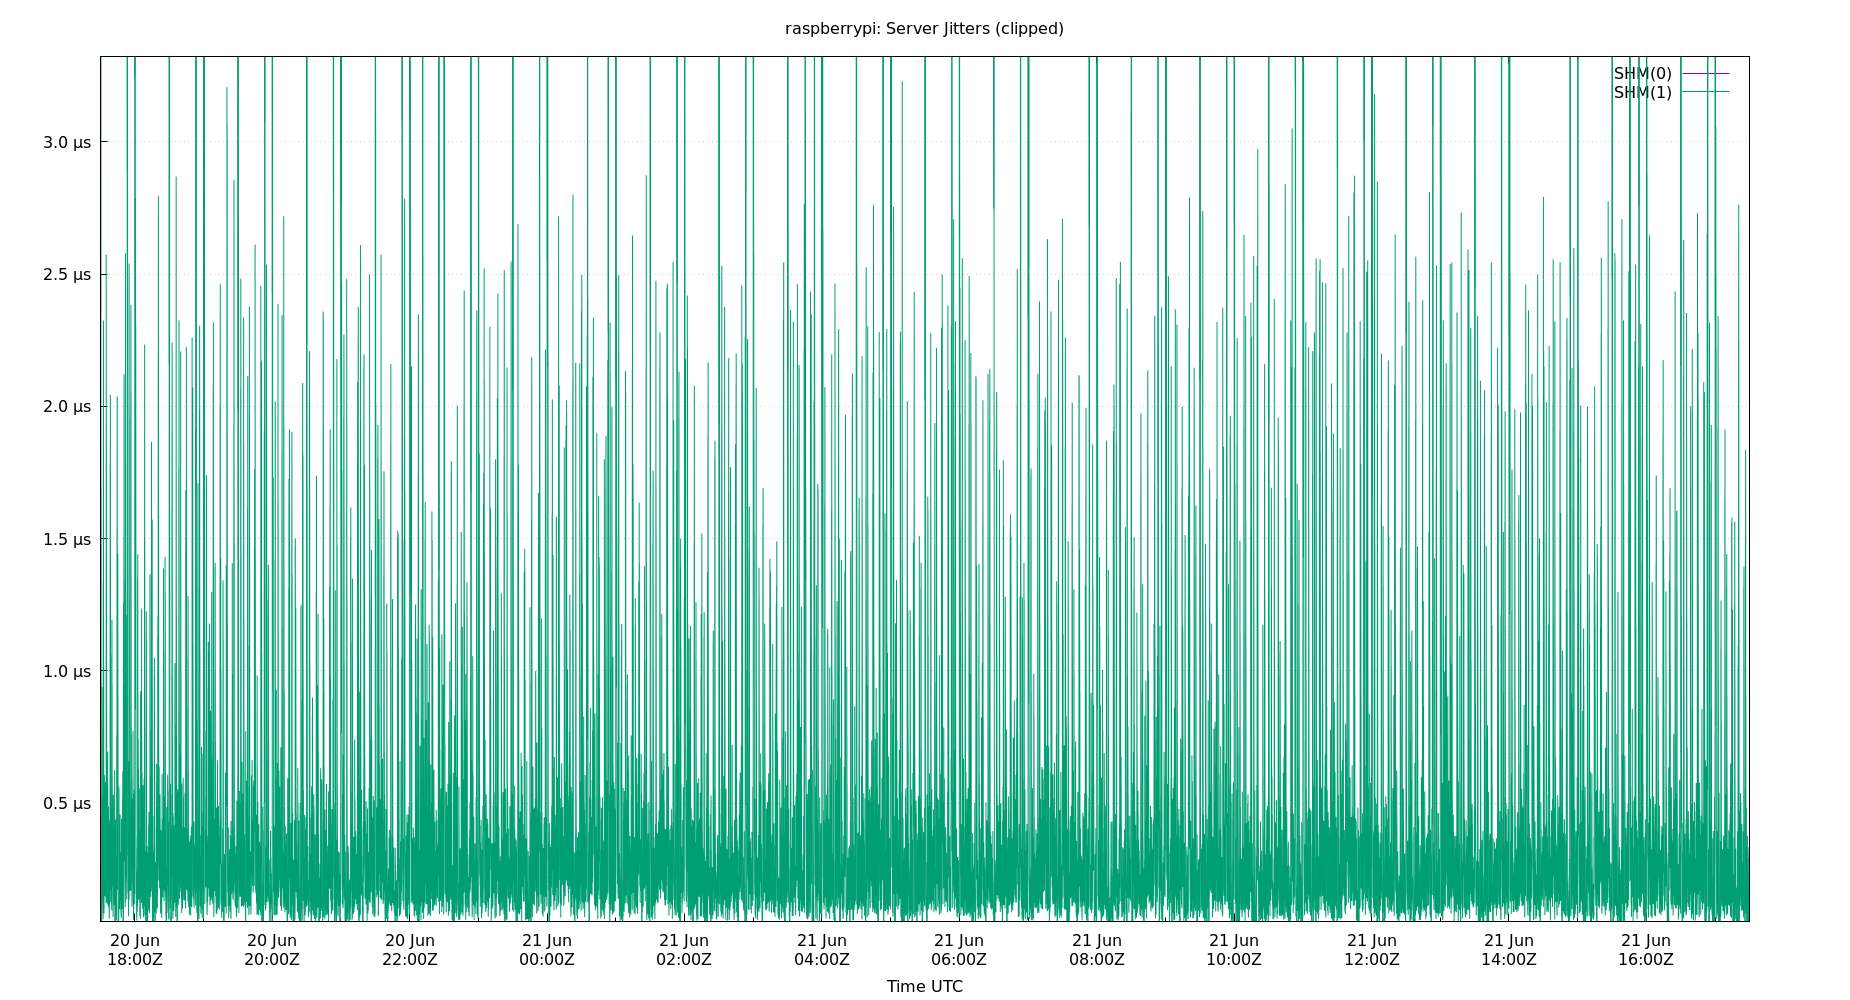 raspberrypi: Server Jitters (clipped)
SHM(0)
SHM(1)
3.0 µs
2.5 µs
2.0 µs
1.5 µs
1.0 µs
0.5 µs
20 Jun 20 Jun 20 Jun 21 Jun 21 Jun 21 Jun 21 Jun 21 Jun 21 Jun 21 Jun 21 Jun 21 Jun
18:00Z 20:00Z 22:00Z 00:00Z 02:00Z 04:00Z 06:00Z 08:00Z 10:00Z 12:00Z 14:00Z 16:00Z
Time UTC